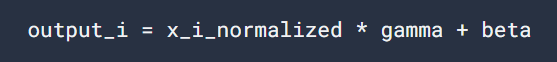 output_i = x_i_normalized * gamma + beta